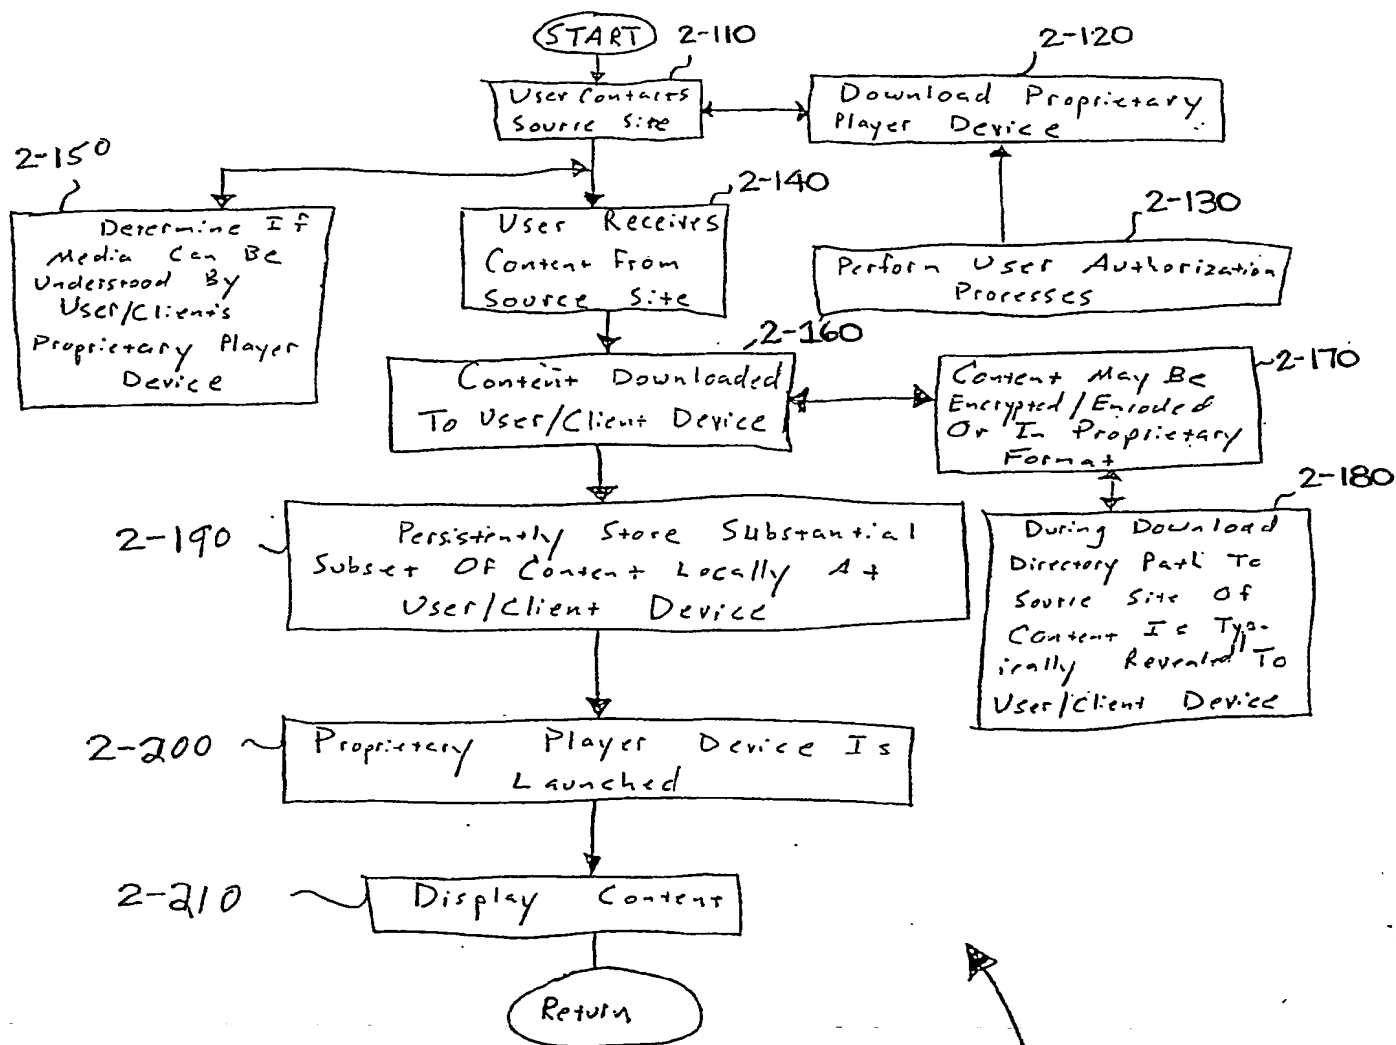 START
2-110
User Contacts
Source Site
2-120
Download Proprietary
Player Device
2-130
Perform User Authorization
Processes
2-150
Determine If
Media Can Be
Understood By
User/Clients
Proprietary Player
Device
2-140
User Receives
Content From
Source Site
2-160
Content Downloaded
To User/Client Device
2-170
Content May Be
Encrypted/Encoded
Or In Proprietary
Format
2-180
During Download
Directory Path To
Source Site Of
Content Is Typ-
ically Revealed To
User/Client Device
2-190
Persistently Store Substantial
Subset Of Content Locally At
User/Client Device
2-200
Proprietary Player Device Is
Launched
2-210
Display Content
Return